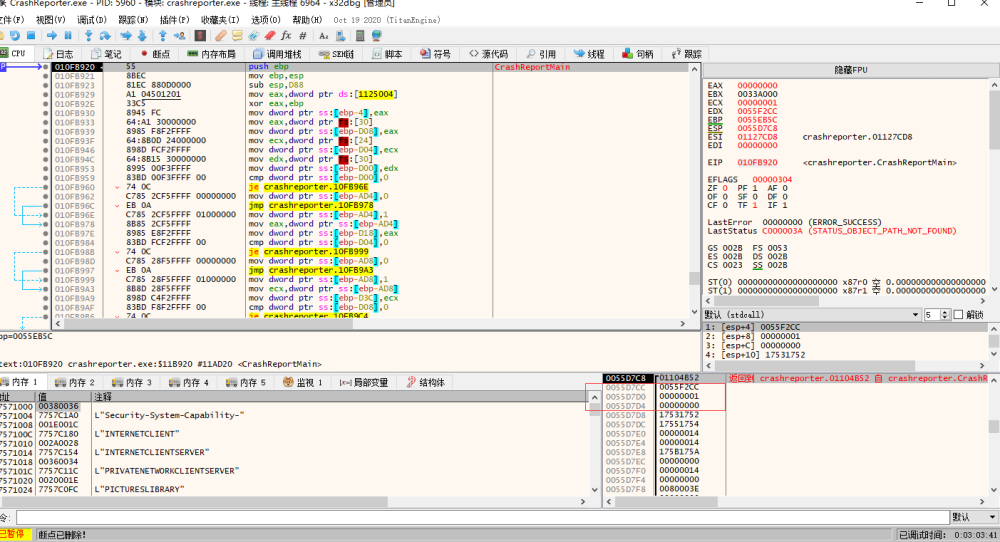 CrashReporter.exe - PID: 5960 - 模块: crashreporter.exe - 线程: 主线程 6964 - x32dbg [管理员]
文件(F) 视图(V) 调试(D) 跟踪(N) 插件(P) 收藏夹(I) 选项(O) 帮助(H) Oct 19 2020 (TitanEngine)
CPU 日志 笔记 断点 内存布局 调用堆栈 SEH链 脚本 符号 源代码 引用 线程 句柄 跟踪
010FB920 55 push ebp CrashReportMain
010FB921 8BEC mov ebp,esp
010FB923 81EC 880D0000 sub esp,D88
010FB929 A1 04501201 mov eax,dword ptr ds:[1125004]
010FB92E 33C5 xor eax,ebp
010FB930 8945 FC mov dword ptr ss:[ebp-4],eax
010FB933 64:A1 30000000 mov eax,dword ptr fs:[30]
010FB939 8985 F8F2FFFF mov dword ptr ss:[ebp-D08],eax
010FB93F 64:8B0D 24000000 mov ecx,dword ptr fs:[24]
010FB946 898D FCF2FFFF mov dword ptr ss:[ebp-D04],ecx
010FB94C 64:8B15 30000000 mov edx,dword ptr fs:[30]
010FB953 8995 00F3FFFF mov dword ptr ss:[ebp-D00],edx
010FB959 83BD 00F3FFFF 00 cmp dword ptr ss:[ebp-D00],0
010FB960 74 0C je crashreporter.10FB96E
010FB962 C785 2CF5FFFF 00000000 mov dword ptr ss:[ebp-AD4],0
010FB96C EB 0A jmp crashreporter.10FB978
010FB96E C785 2CF5FFFF 01000000 mov dword ptr ss:[ebp-AD4],1
010FB978 8B85 2CF5FFFF mov eax,dword ptr ss:[ebp-AD4]
010FB97E 8985 E8F2FFFF mov dword ptr ss:[ebp-D18],eax
010FB984 83BD FCF2FFFF 00 cmp dword ptr ss:[ebp-D04],0
010FB98B 74 0C je crashreporter.10FB999
010FB98D C785 28F5FFFF 00000000 mov dword ptr ss:[ebp-AD8],0
010FB997 EB 0A jmp crashreporter.10FB9A3
010FB999 C785 28F5FFFF 01000000 mov dword ptr ss:[ebp-AD8],1
010FB9A3 8B8D 28F5FFFF mov ecx,dword ptr ss:[ebp-AD8]
010FB9A9 898D C4F2FFFF mov dword ptr ss:[ebp-D3C],ecx
010FB9AF 83BD F8F2FFFF 00 cmp dword ptr ss:[ebp-D08],0
010FB9B6 74 0C je crashreporter.10FB9C4
隐藏FPU
EAX 00000000
EBX 0033A000
ECX 00000001
EDX 0055F2CC
EBP 0055EB5C
ESP 0055D7C8
ESI 01127CD8 crashreporter.01127CD8
EDI 00000000
EIP 010FB920 <crashreporter.CrashReportMain>
EFLAGS 00000304
ZF 0 PF 1 AF 0
OF 0 SF 0 DF 0
CF 0 TF 1 IF 1
LastError 00000000 (ERROR_SUCCESS)
LastStatus C000003A (STATUS_OBJECT_PATH_NOT_FOUND)
GS 002B FS 0053
ES 002B DS 002B
CS 0023 SS 002B
ST(0) 00000000000000000000 x87r0 空 0.000000000000000000
ST(1) 00000000000000000000 x87r1 空 0.000000000000000000
默认 (stdcall) 5 解锁
1: [esp+4] 0055F2CC
2: [esp+8] 00000001
3: [esp+C] 00000000
4: [esp+10] 17531752
bp=0055EB5C
text:010FB920 crashreporter.exe:$1B920 #11AD20 <CrashReportMain>
内存 1 内存 2 内存 3 内存 4 内存 5 监视 1 局部变量 结构体
地址 值 注释
7571000 00380036
7571004 7757C1A0 L"Security-System-Capability-"
7571008 001E001C
757100C 7757C180 L"INTERNETCLIENT"
7571010 002A0028
7571014 7757C154 L"INTERNETCLIENTSERVER"
7571018 00360034
757101C 7757C11C L"PRIVATENETWORKCLIENTSERVER"
7571020 0020001E
7571024 7757C0FC L"PICTURESLIBRARY"
0055D7C8 01104B52 返回到 crashreporter.01104B52 自 crashreporter.CrashR
0055D7CC 0055F2CC
0055D7D0 00000001
0055D7D4 00000000
0055D7D8 17531752
0055D7DC 17551754
0055D7E0 00000014
0055D7E4 00000014
0055D7E8 175B175A
0055D7EC 00000000
0055D7F0 00000014
0055D7F4 00000000
0055D7F8 0080003E
令: 默认
已暂停 断点已删除! 已调试时间: 0:03:03:41